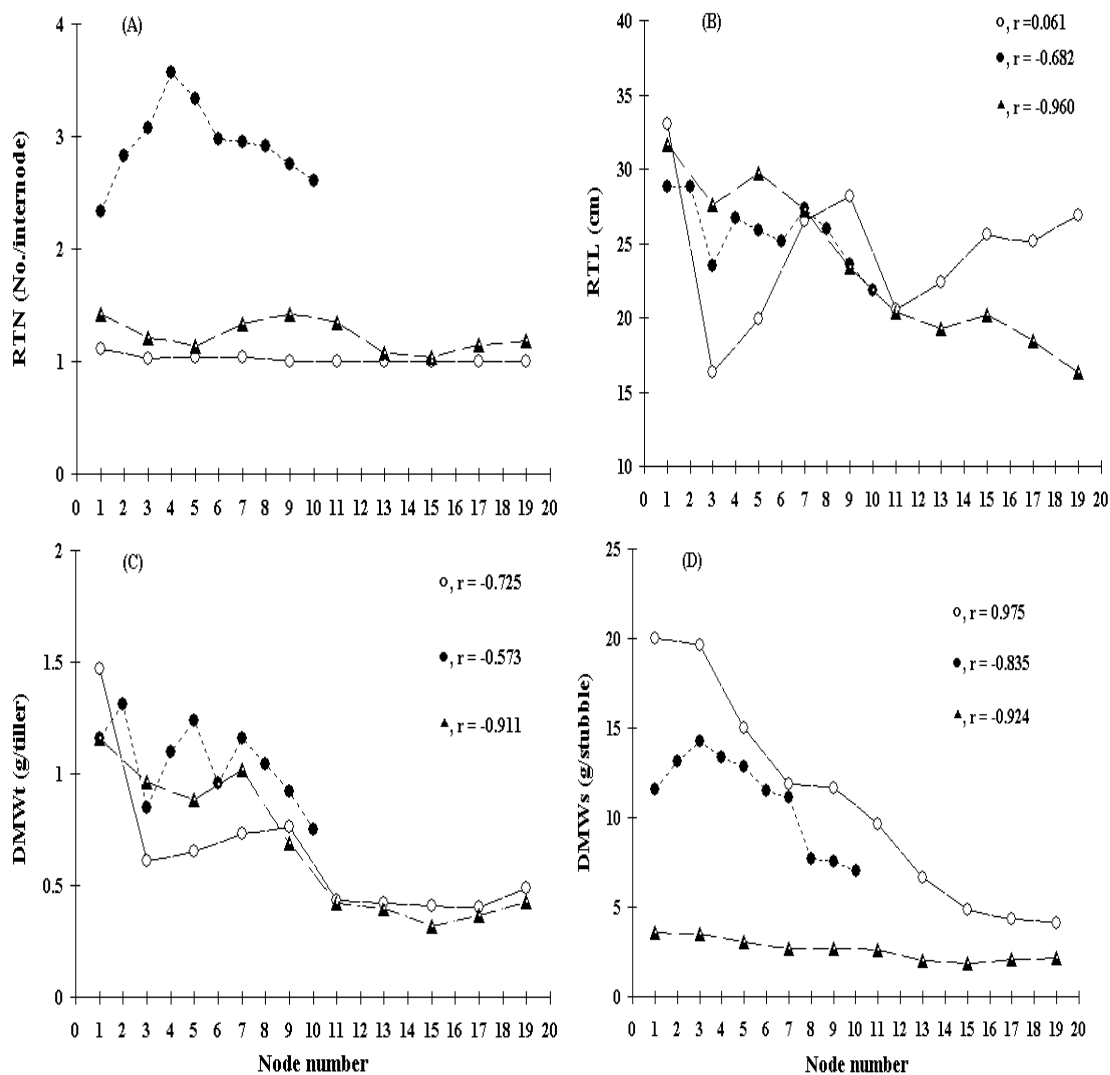 (A)
RTN (No./internode)
4
3
2
1
0
0 1 2 3 4 5 6 7 8 9 10 11 12 13 14 15 16 17 18 19 20
(B)
RTL (cm)
, r =0.061
, r = -0.682
, r = -0.960
40
35
30
25
20
15
10
0 1 2 3 4 5 6 7 8 9 10 11 12 13 14 15 16 17 18 19 20
(C)
DMWt (g/tiller)
, r = -0.725
, r = -0.573
, r = -0.911
2
1.5
1
0.5
0
0 1 2 3 4 5 6 7 8 9 10 11 12 13 14 15 16 17 18 19 20
Node number
(D)
DMWs (g/stubble)
, r = 0.975
, r = -0.835
, r = -0.924
25
20
15
10
5
0
0 1 2 3 4 5 6 7 8 9 10 11 12 13 14 15 16 17 18 19 20
Node number